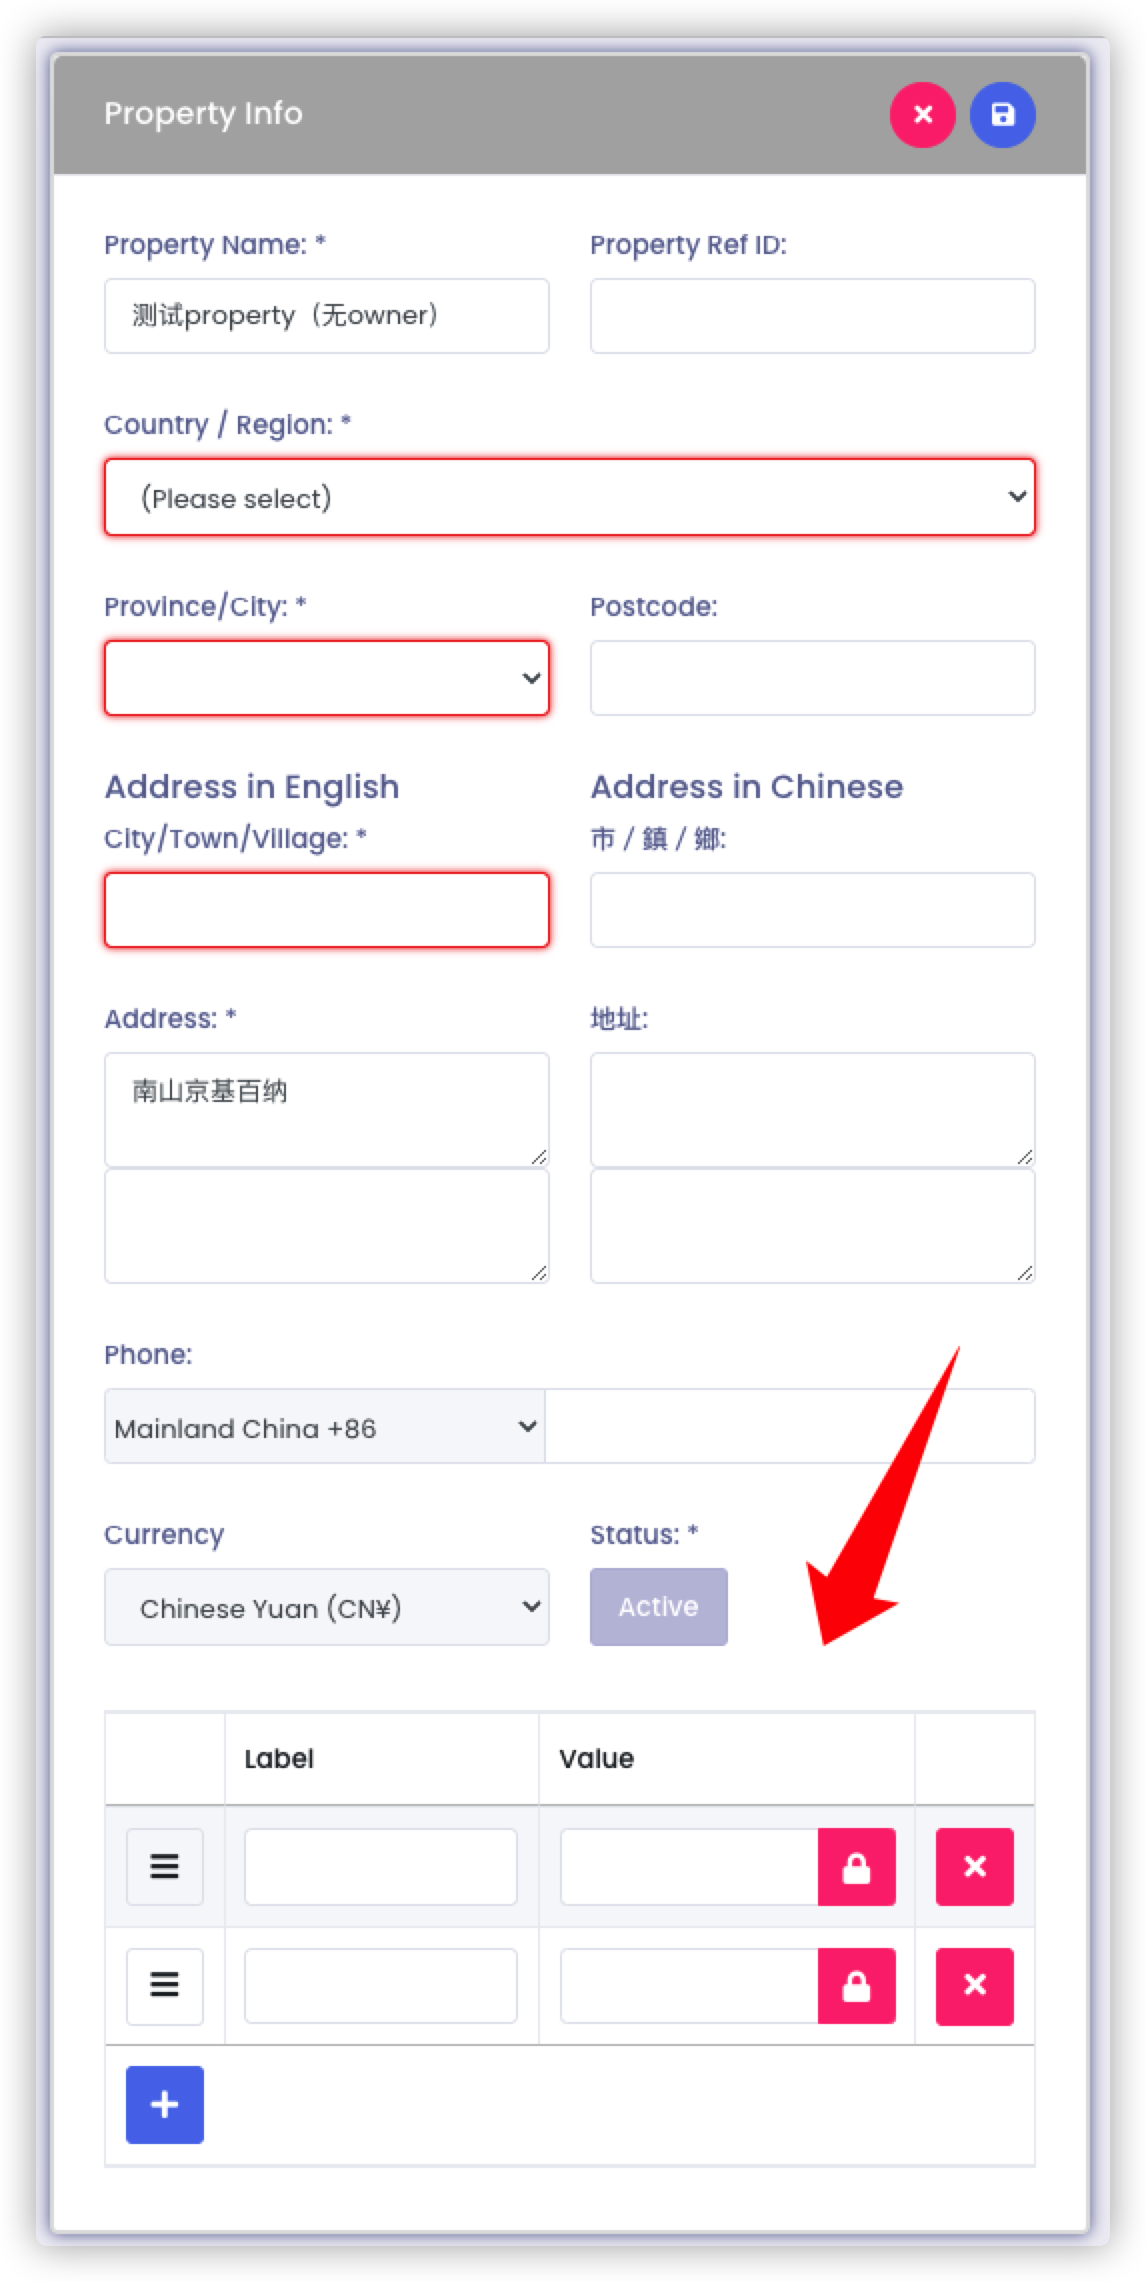 Property Info
Property Name: *
Property Ref ID:
测试property（无owner）
Country / Region: *
(Please select)
Province/City: *
Postcode:
Address in English
Address in Chinese
City/Town/Village: *
市 / 鎮 / 鄉:
Address: *
地址:
南山京基百纳
Phone:
Mainland China +86
Currency
Status: *
Chinese Yuan (CN¥)
Active
Label
Value